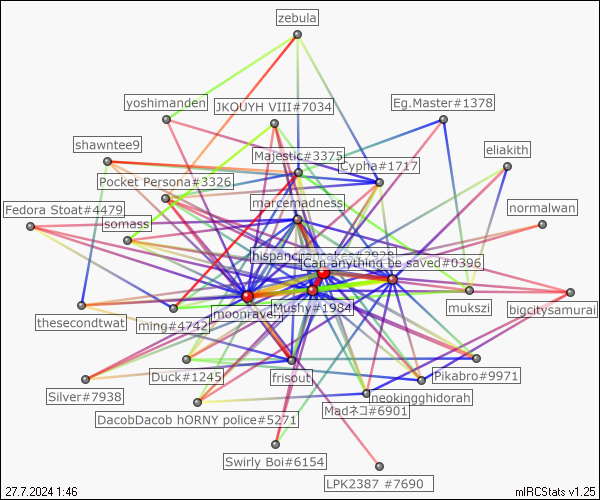 zebula
yoshimanden
JKOUYH VIII#7034
Eg.Master#1378
shawntee9
Majestic#3375
Cypha#1717
eliakith
Pocket Persona#3326
marcemadness
Fedora Stoat#4479
somass
normalwan
Can anything be saved#0396
moonraven
Mushy#1984
mukszi
bigcitysamurai
thesecondtwat
ming#4742
Duck#1245
frisout
Pikabro#9971
Silver#7938
neokingghidorah
Madネコ#6901
DacobDacob hORNY police#5271
Swirly Boi#6154
LPK2387 #7690
27.7.2024 1:46
mIRCStats v1.25